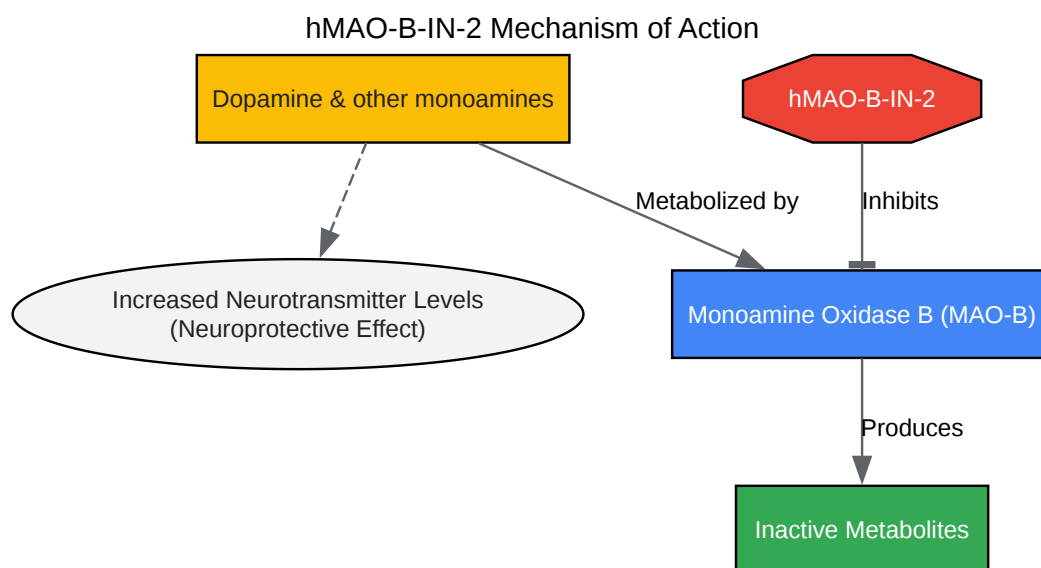 hMAO-B-IN-2 Mechanism of Action
Dopamine & other monoamines
hMAO-B-IN-2
Metabolized by
Inhibits
Increased Neurotransmitter Levels
(Neuroprotective Effect)
Monoamine Oxidase B (MAO-B)
Produces
Inactive Metabolites